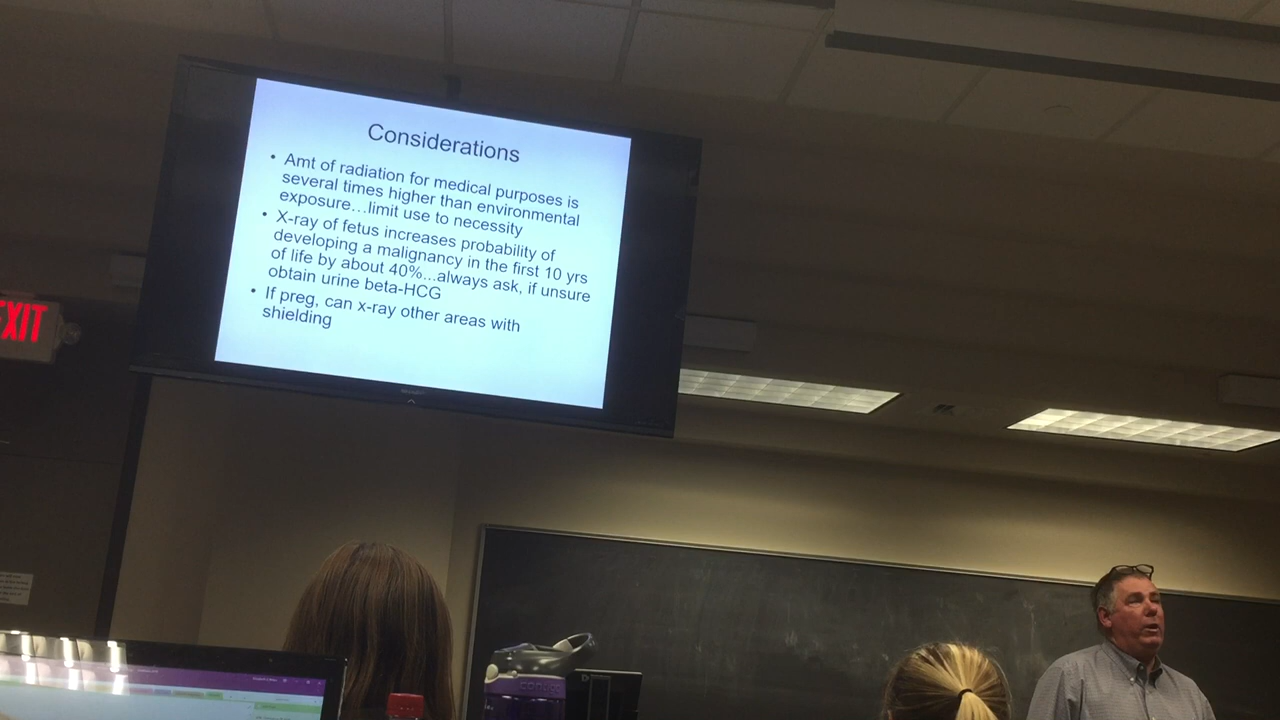 Considerations
• Amt of radiation for medical purposes is
several times higher than environmental
exposure...limit use to necessity
• X-ray of fetus increases probability of
developing a malignancy in the first 10 yrs
of life by about 40%...always ask, if unsure
obtain urine beta-HCG
• If preg, can x-ray other areas with
shielding
EXIT